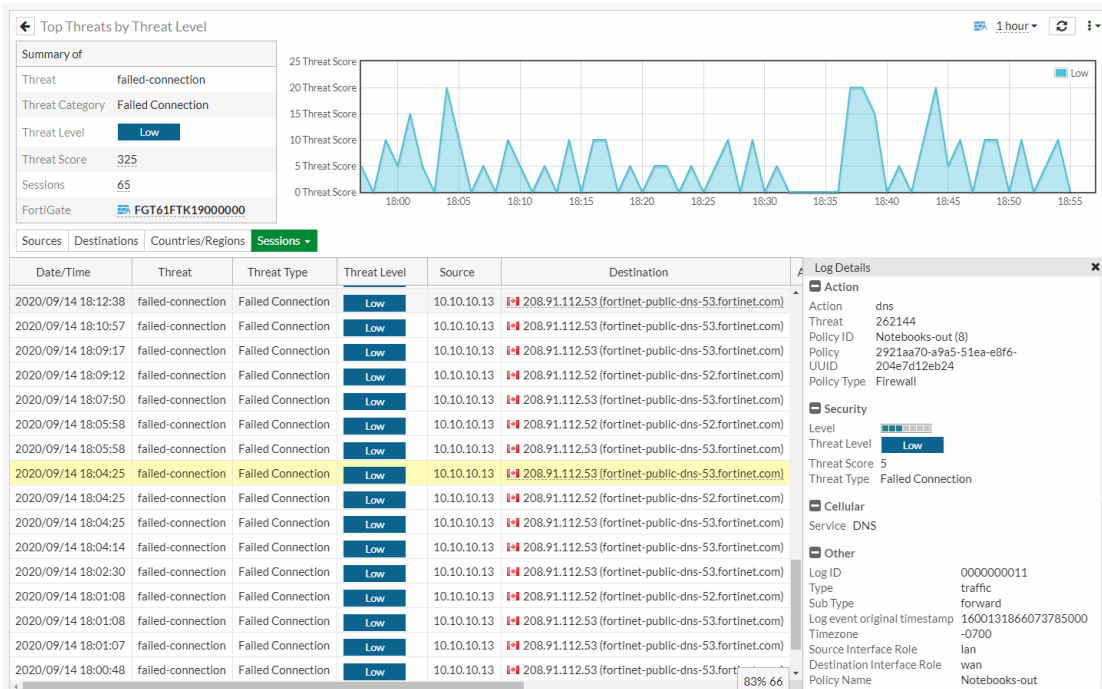 Top Threats by Threat Level
1 hour
Summary of
Threat failed-connection
Threat Category Failed Connection
Threat Level Low
Threat Score 325
Sessions 65
FortiGate FGT61FTK19000000
25 Threat Score
20 Threat Score
15 Threat Score
10 Threat Score
5 Threat Score
0 Threat Score
Low
18:00 18:05 18:10 18:15 18:20 18:25 18:30 18:35 18:40 18:45 18:50 18:55
Sources Destinations Countries/Regions Sessions
Date/Time Threat Threat Type Threat Level Source Destination A
2020/09/14 18:12:38 failed-connection Failed Connection Low 10.10.10.13 208.91.112.53 (fortinet-public-dns-53.fortinet.com)
2020/09/14 18:10:57 failed-connection Failed Connection Low 10.10.10.13 208.91.112.53 (fortinet-public-dns-53.fortinet.com)
2020/09/14 18:09:17 failed-connection Failed Connection Low 10.10.10.13 208.91.112.53 (fortinet-public-dns-53.fortinet.com)
2020/09/14 18:09:12 failed-connection Failed Connection Low 10.10.10.13 208.91.112.52 (fortinet-public-dns-52.fortinet.com)
2020/09/14 18:07:50 failed-connection Failed Connection Low 10.10.10.13 208.91.112.53 (fortinet-public-dns-53.fortinet.com)
2020/09/14 18:05:58 failed-connection Failed Connection Low 10.10.10.13 208.91.112.52 (fortinet-public-dns-52.fortinet.com)
2020/09/14 18:05:58 failed-connection Failed Connection Low 10.10.10.13 208.91.112.53 (fortinet-public-dns-53.fortinet.com)
2020/09/14 18:04:25 failed-connection Failed Connection Low 10.10.10.13 208.91.112.53 (fortinet-public-dns-53.fortinet.com)
2020/09/14 18:04:25 failed-connection Failed Connection Low 10.10.10.13 208.91.112.52 (fortinet-public-dns-52.fortinet.com)
2020/09/14 18:04:25 failed-connection Failed Connection Low 10.10.10.13 208.91.112.53 (fortinet-public-dns-53.fortinet.com)
2020/09/14 18:04:14 failed-connection Failed Connection Low 10.10.10.13 208.91.112.53 (fortinet-public-dns-53.fortinet.com)
2020/09/14 18:02:30 failed-connection Failed Connection Low 10.10.10.13 208.91.112.53 (fortinet-public-dns-53.fortinet.com)
2020/09/14 18:01:08 failed-connection Failed Connection Low 10.10.10.13 208.91.112.52 (fortinet-public-dns-52.fortinet.com)
2020/09/14 18:01:08 failed-connection Failed Connection Low 10.10.10.13 208.91.112.53 (fortinet-public-dns-53.fortinet.com)
2020/09/14 18:01:07 failed-connection Failed Connection Low 10.10.10.13 208.91.112.53 (fortinet-public-dns-53.fortinet.com)
2020/09/14 18:00:48 failed-connection Failed Connection Low 10.10.10.13 208.91.112.53 (fortinet-public-dns-53.fort
83% 66
Log Details
Action
Action dns
Threat 262144
Policy ID Notebooks-out (8)
Policy 2921aa70-a9a5-51ea-e8f6-
UUID 204e7d12eb24
Policy Type Firewall
Security
Level
Threat Level Low
Threat Score 5
Threat Type Failed Connection
Cellular
Service DNS
Other
Log ID 0000000011
Type traffic
Sub Type forward
Log event original timestamp 1600131866073785000
Timezone -0700
Source Interface Role lan
Destination Interface Role wan
Policy Name Notebooks-out